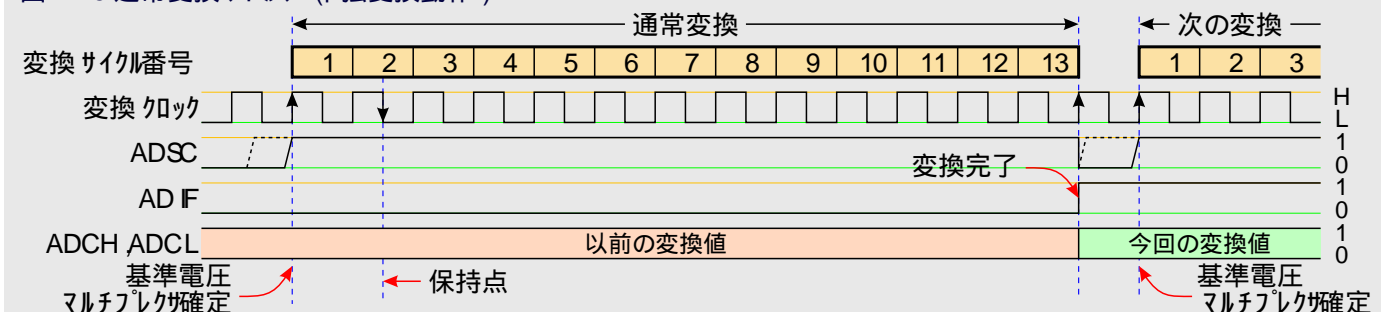 通常変換
次の変換
変換 サイクル番号
1 2 3 4 5 6 7 8 9 10 11 12 13
1 2 3
変換 クロック
H
L
ADSC
1
0
変換完了
ADIF
1
0
ADCH,ADCL
以前の変換値
今回の変換値
1
0
基準電圧
マルチプレクサ確定
保持点
基準電圧
マルチプレクサ確定